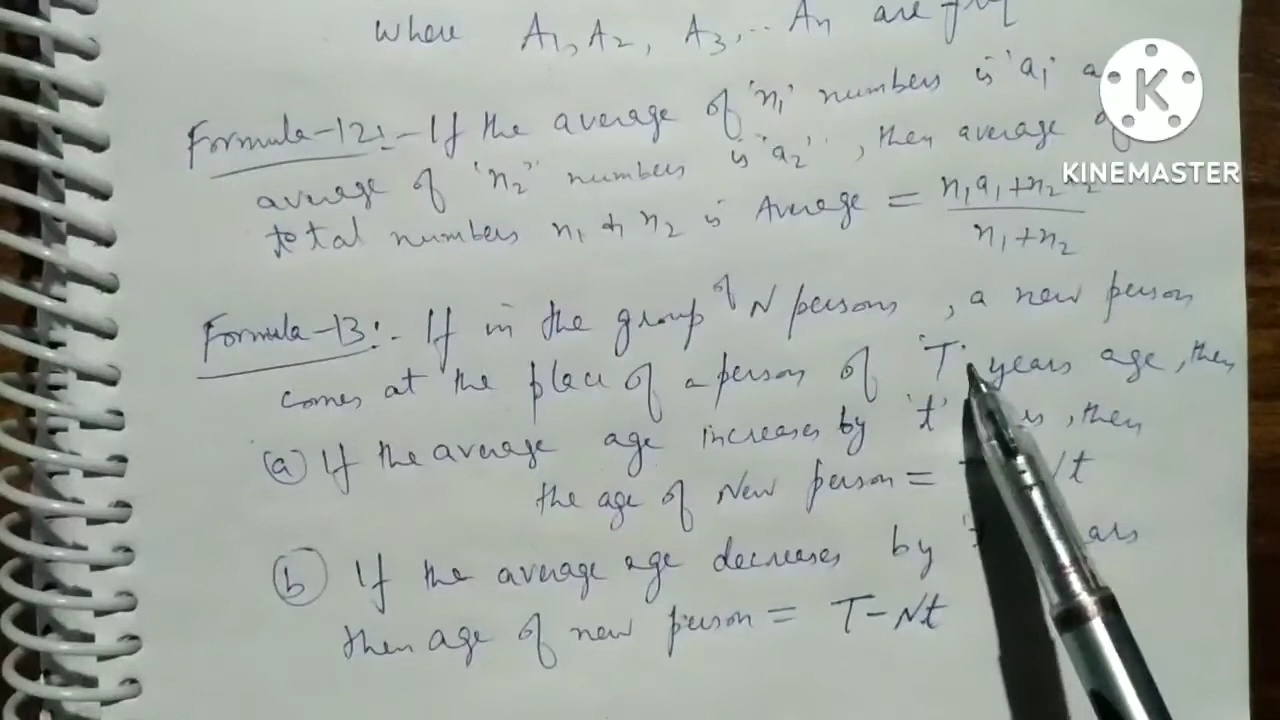 where A1, A2, A3, ... An are
Formula-12:- If the average of 'n1' numbers is 'a1'
average of 'n2' numbers is 'a2', then average of
total numbers n1 + n2 is Average = n1a1+n2 / n1+n2
Formula-13:- If in the group of N persons, a new person
comes at the place of a person of 'T' years age, then
(a) If the average age increases by 't' , then
the age of New person = Nt
(b) If the average age decreases by
then age of new person = T-Nt
K
KINEMASTER